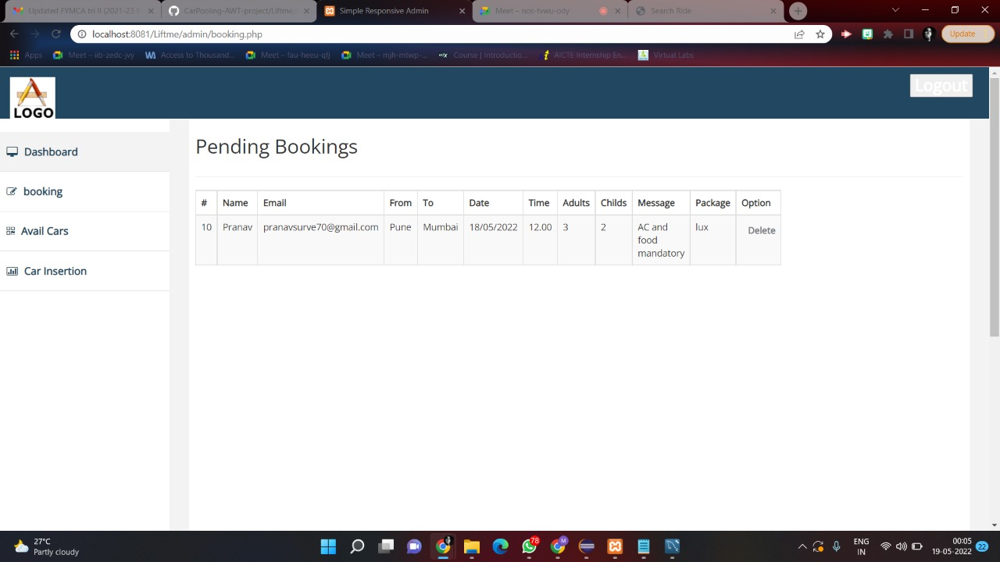 Updated FYMCA tri II (2021-23 B
CarPooling-AWT-project/Liftme.
Simple Responsive Admin
Meet – nos-tvwu-ody
Search Ride
localhost:8081/Liftme/admin/booking.php
Update
Apps
Meet – iib-zedc-jvy
Access to Thousand...
Meet – fau-heeu-qfj
Meet – mjh-mtwp-...
Course | Introductio...
AICTE Internship En...
Virtual Labs
LOGO
Logout
Dashboard
booking
Avail Cars
Car Insertion
Pending Bookings
# Name Email From To Date Time Adults Childs Message Package Option
10 Pranav pranavsurve70@gmail.com Pune Mumbai 18/05/2022 12.00 3 2 AC and lux Delete
food
mandatory
27°C
Partly cloudy
78
M
ENG
IN
00:05
19-05-2022
22